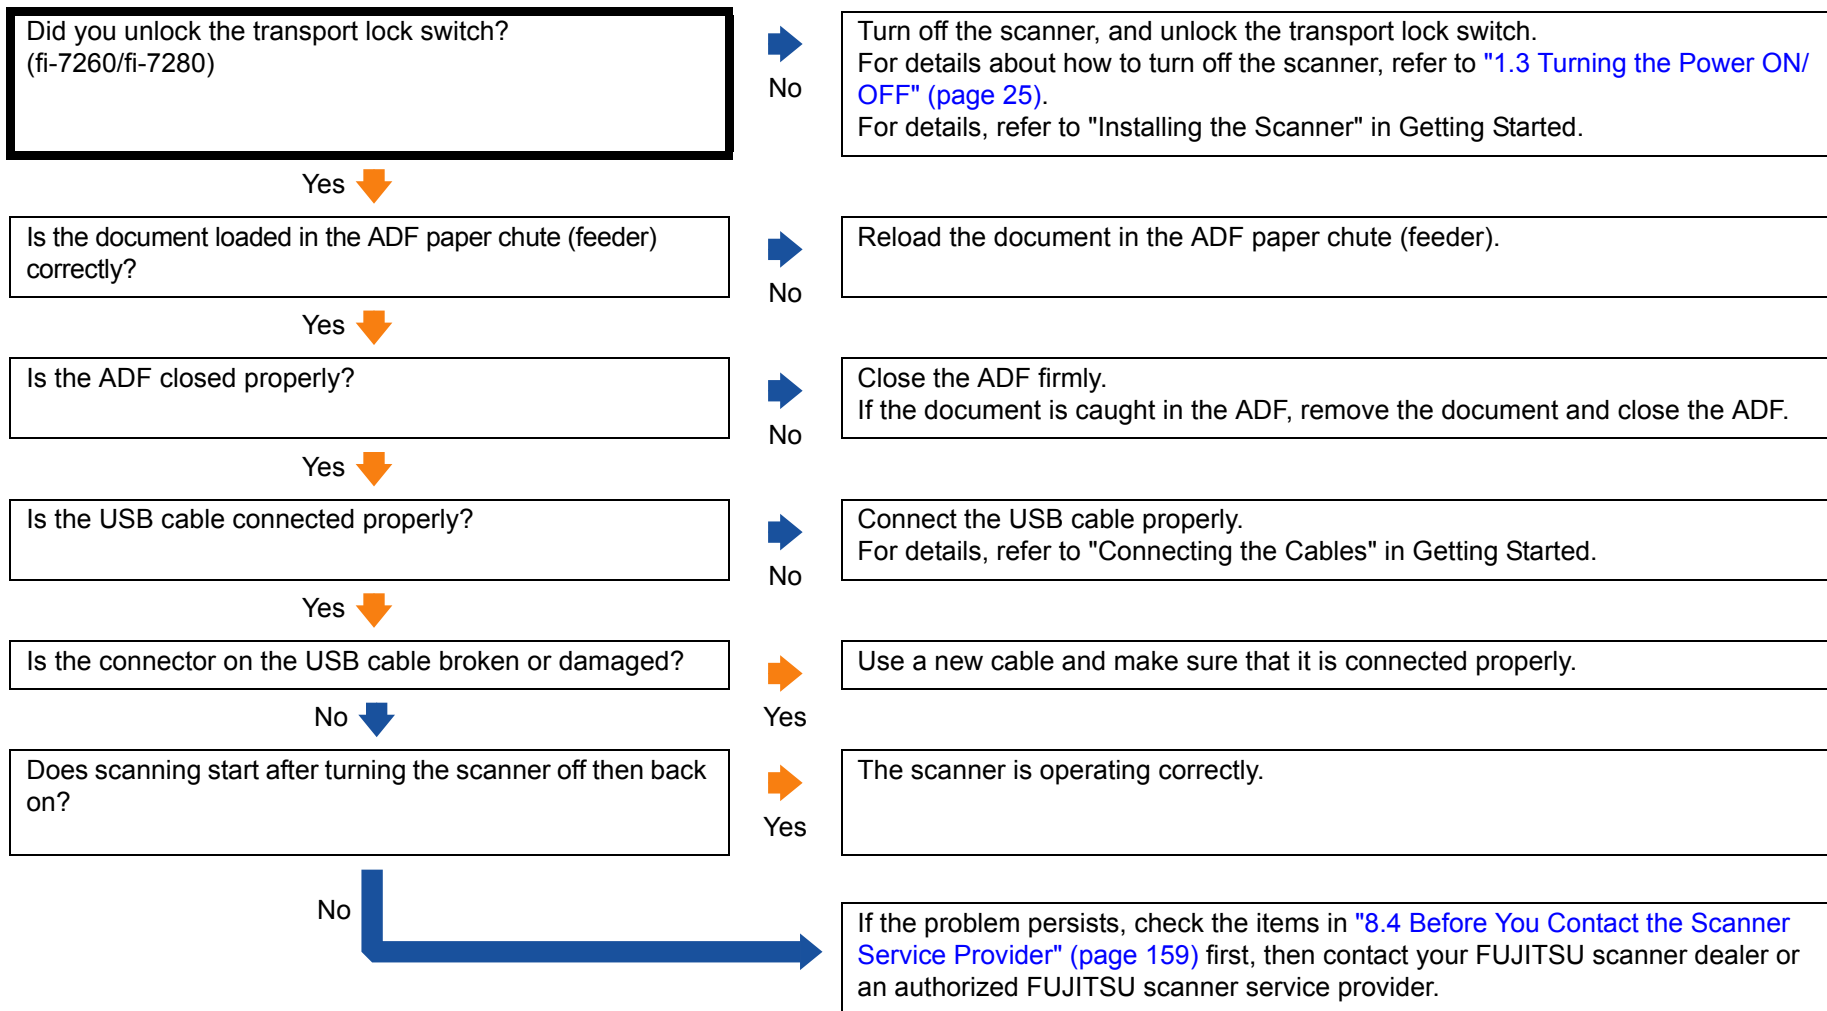 Did you unlock the transport lock switch?
(fi-7260/fi-7280)
No
Turn off the scanner, and unlock the transport lock switch.
For details about how to turn off the scanner, refer to "1.3 Turning the Power ON/
OFF" (page 25).
For details, refer to "Installing the Scanner" in Getting Started.
Yes
Is the document loaded in the ADF paper chute (feeder)
correctly?
No
Reload the document in the ADF paper chute (feeder).
Yes
Is the ADF closed properly?
No
Close the ADF firmly.
If the document is caught in the ADF, remove the document and close the ADF.
Yes
Is the USB cable connected properly?
No
Connect the USB cable properly.
For details, refer to "Connecting the Cables" in Getting Started.
Yes
Is the connector on the USB cable broken or damaged?
Yes
Use a new cable and make sure that it is connected properly.
No
Does scanning start after turning the scanner off then back
on?
Yes
The scanner is operating correctly.
No
If the problem persists, check the items in "8.4 Before You Contact the Scanner
Service Provider" (page 159) first, then contact your FUJITSU scanner dealer or
an authorized FUJITSU scanner service provider.